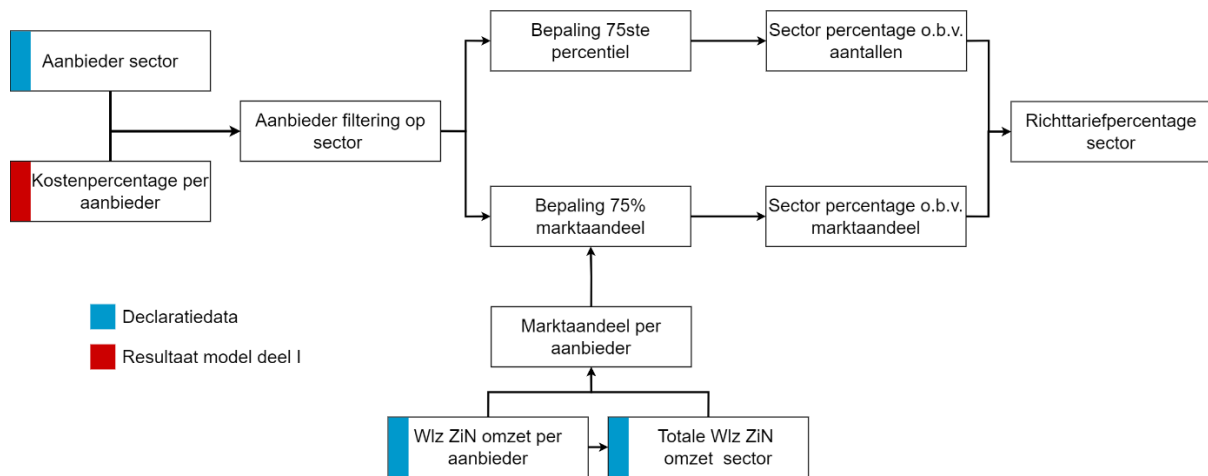 Aanbieder sector
Kostenpercentage per
aanbieder
Aanbieder filtering op
sector
Bepaling 75ste
percentiel
Sector percentage o.b.v.
aantallen
Bepaling 75%
marktaandeel
Sector percentage o.b.v.
marktaandeel
Richttariefpercentage
sector
Marktaandeel per
aanbieder
Wlz ZiN omzet per
aanbieder
Totale Wlz ZiN
omzet sector
Declaratiedata
Resultaat model deel I